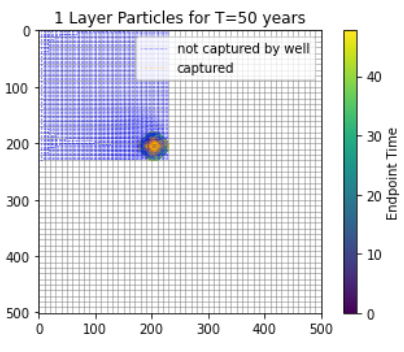 1 Layer Particles for T=50 years
not captured by well
captured
0
100
200
300
400
500
0 100 200 300 400 500
40
30
20
10
0
Endpoint Time